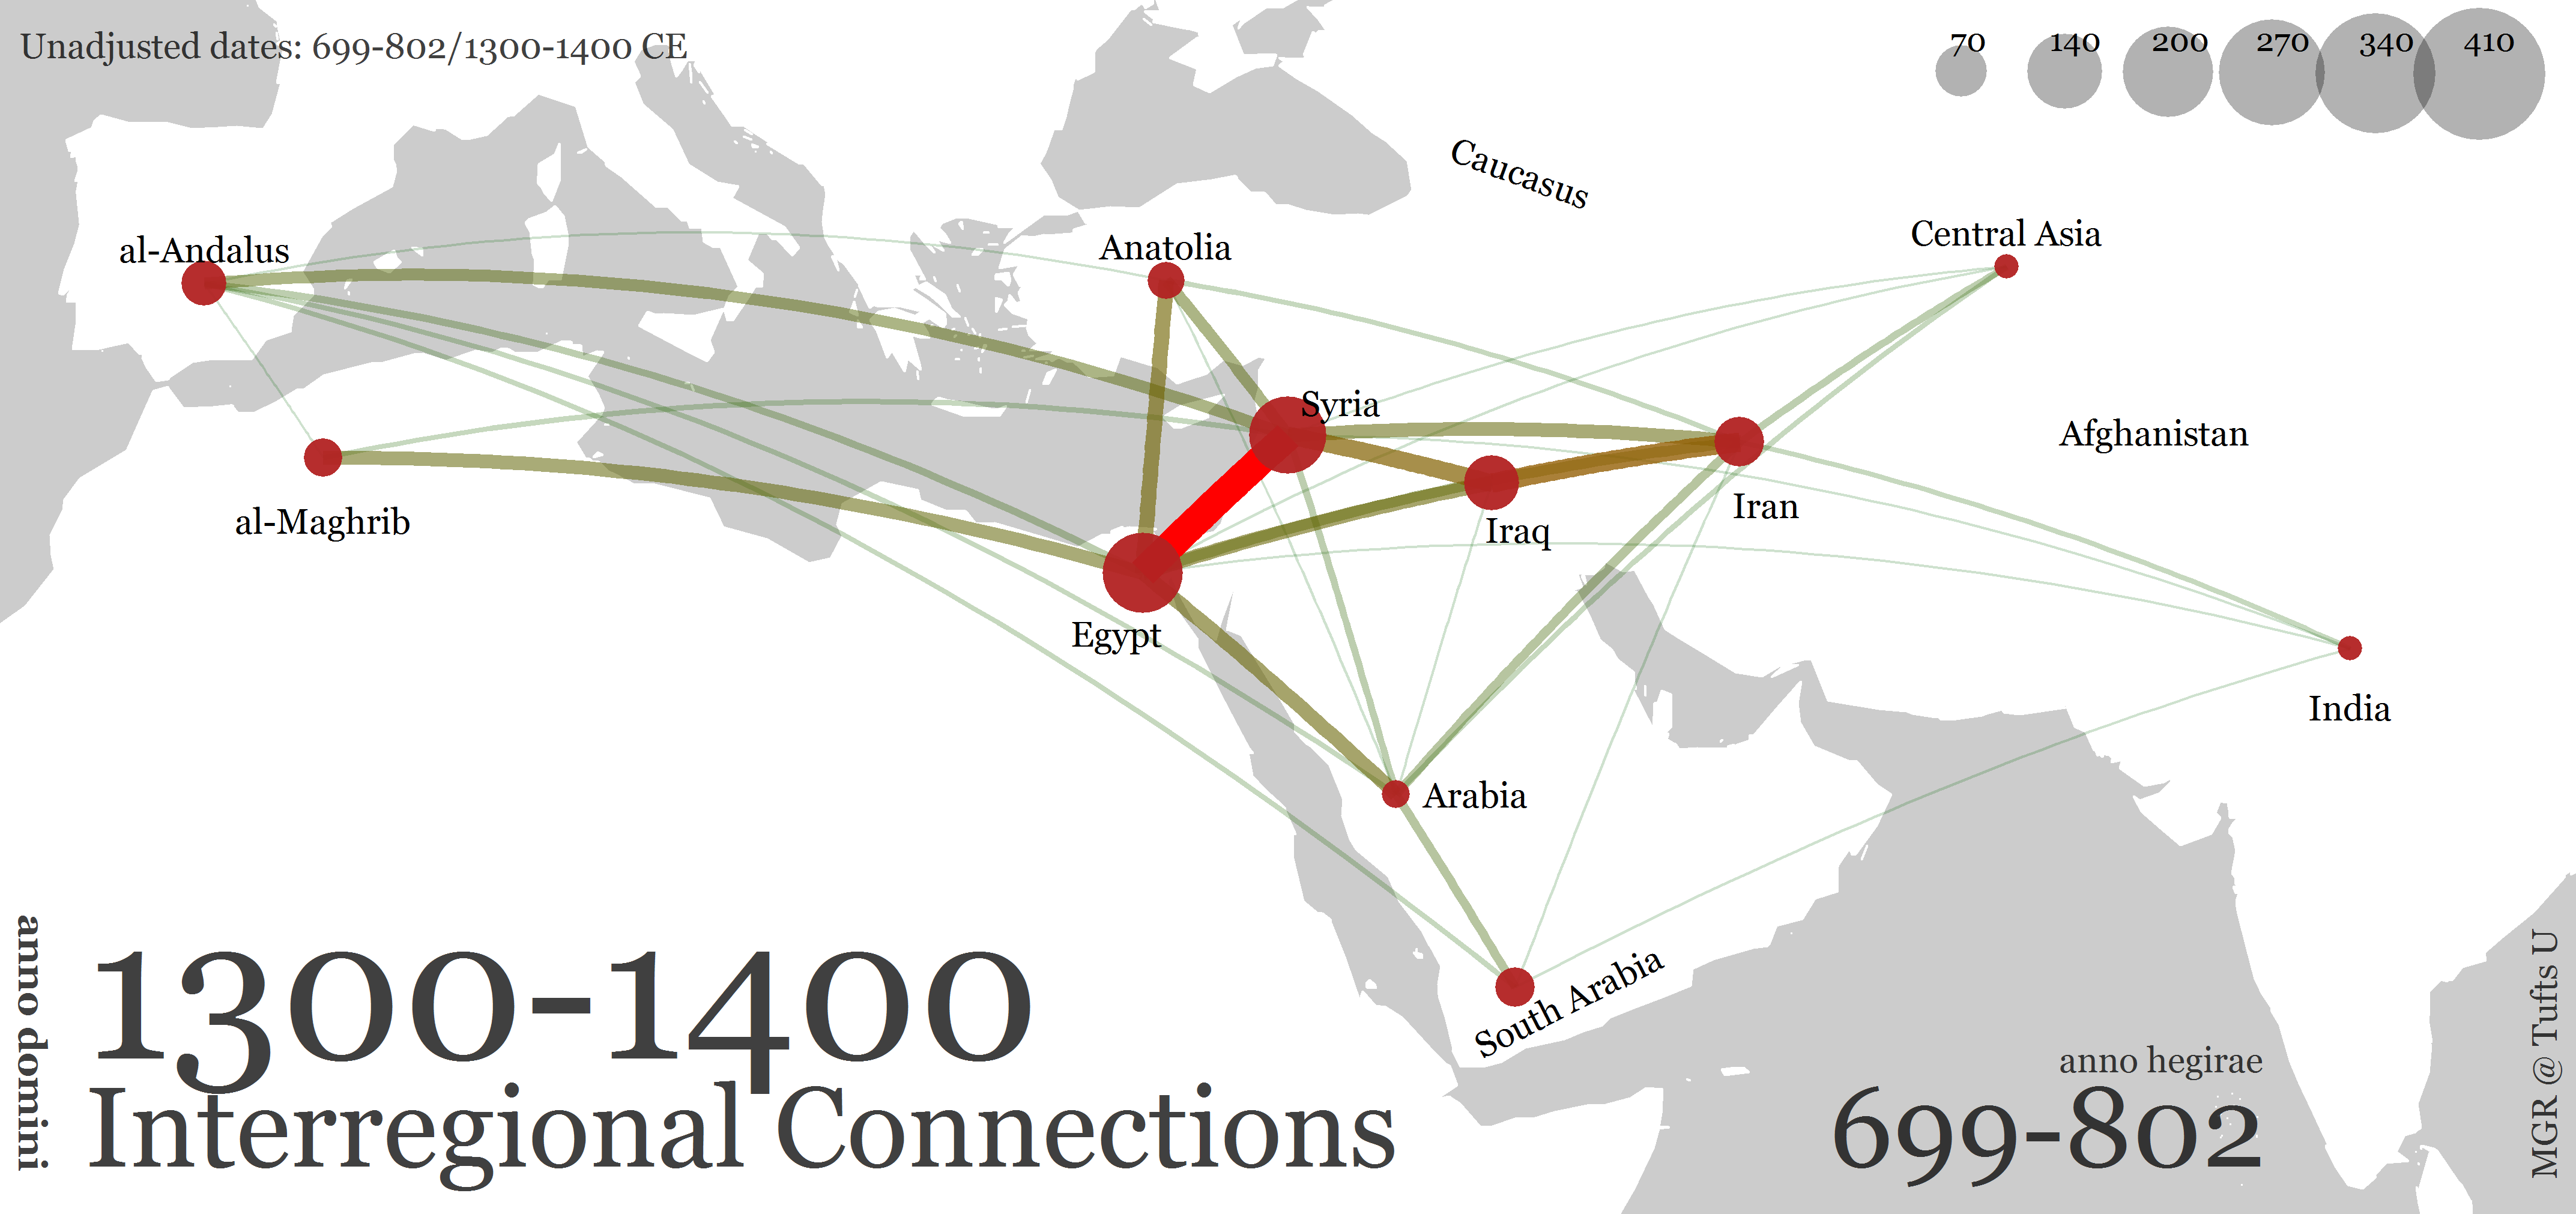 Unadjusted dates: 699-802/1300-1400 CE
70 140 200 270 340 410
Caucasus
al-Andalus
Anatolia
Central Asia
Syria
Afghanistan
al-Maghrib
Iran
Iraq
Egypt
India
Arabia
South Arabia
anno domini
1300-1400
Interregional Connections
anno hegirae
699-802
MGR @ Tufts U